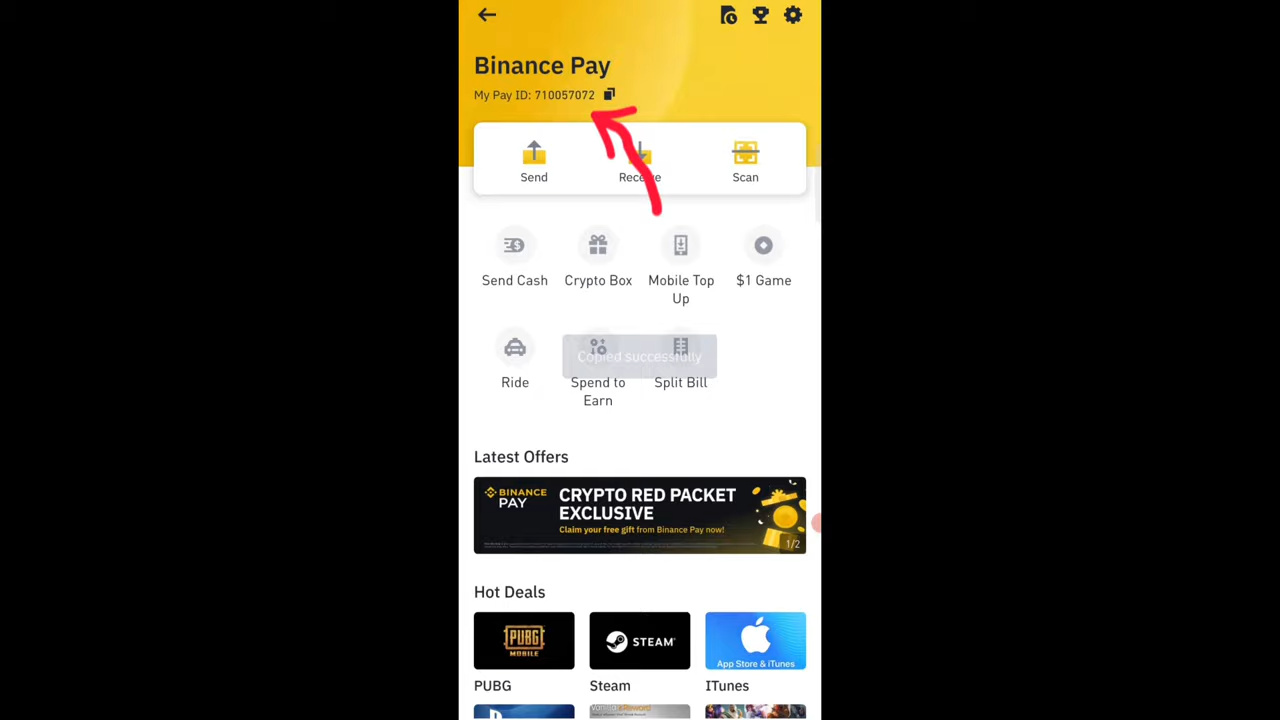 Binance Pay
My Pay ID: 710057072
Send
Receive
Scan
Send Cash
Crypto Box
Mobile Top
Up
$1 Game
Copied successfully
Ride
Spend to
Earn
Split Bill
Latest Offers
BINANCE
PAY
CRYPTO RED PACKET
EXCLUSIVE
Claim your free gift from Binance Pay now!
1/2
Hot Deals
PUBG
MOBILE
STEAM
App Store & iTunes
PUBG
Steam
ITunes